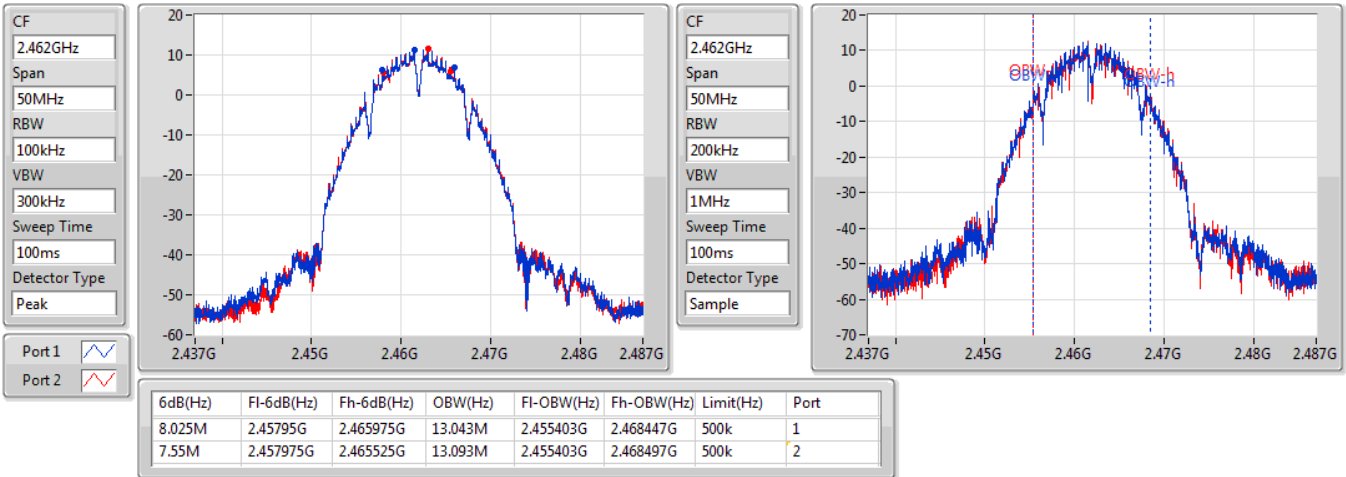 CF
2.462GHz
Span
50MHz
RBW
100kHz
VBW
300kHz
Sweep Time
100ms
Detector Type
Peak
Port 1
Port 2
20
10
0
-10
-20
-30
-40
-50
-60
2.437G 2.45G 2.46G 2.47G 2.48G 2.487G
CF
2.462GHz
Span
50MHz
RBW
200kHz
VBW
1MHz
Sweep Time
100ms
Detector Type
Sample
20
10
0
-10
-20
-30
-40
-50
-60
-70
OBW-h
OBW-h
2.437G 2.45G 2.46G 2.47G 2.48G 2.487G
6dB(Hz) Fl-6dB(Hz) Fh-6dB(Hz) OBW(Hz) Fl-OBW(Hz) Fh-OBW(Hz) Limit(Hz) Port
8.025M 2.45795G 2.465975G 13.043M 2.455403G 2.468447G 500k 1
7.55M 2.457975G 2.465525G 13.093M 2.455403G 2.468497G 500k 2